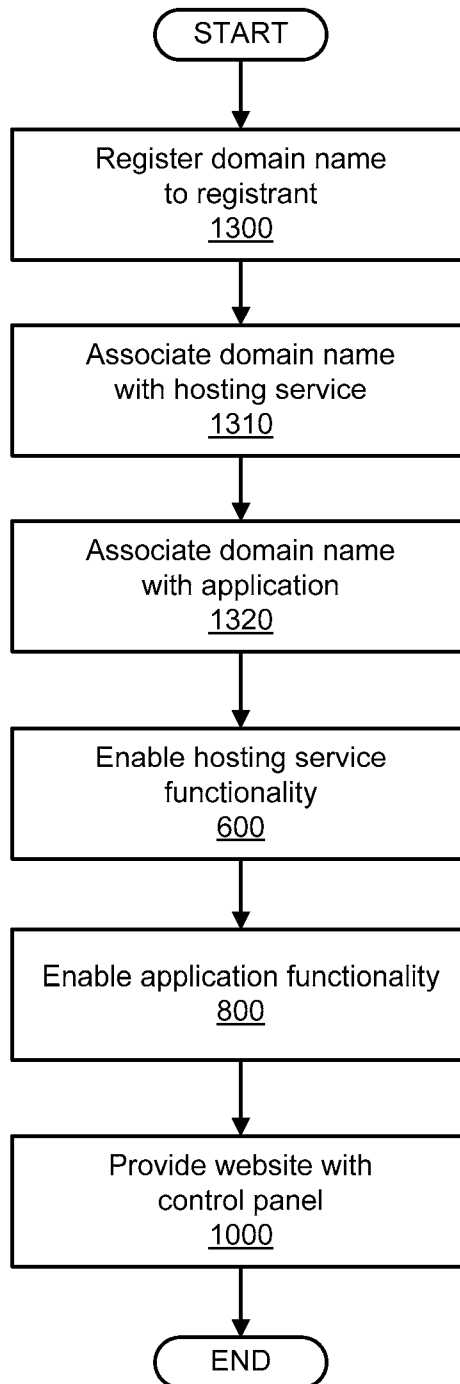 START
Register domain name
to registrant
1300
Associate domain name
with hosting service
1310
Associate domain name
with application
1320
Enable hosting service
functionality
600
Enable application functionality
800
Provide website with
control panel
1000
END